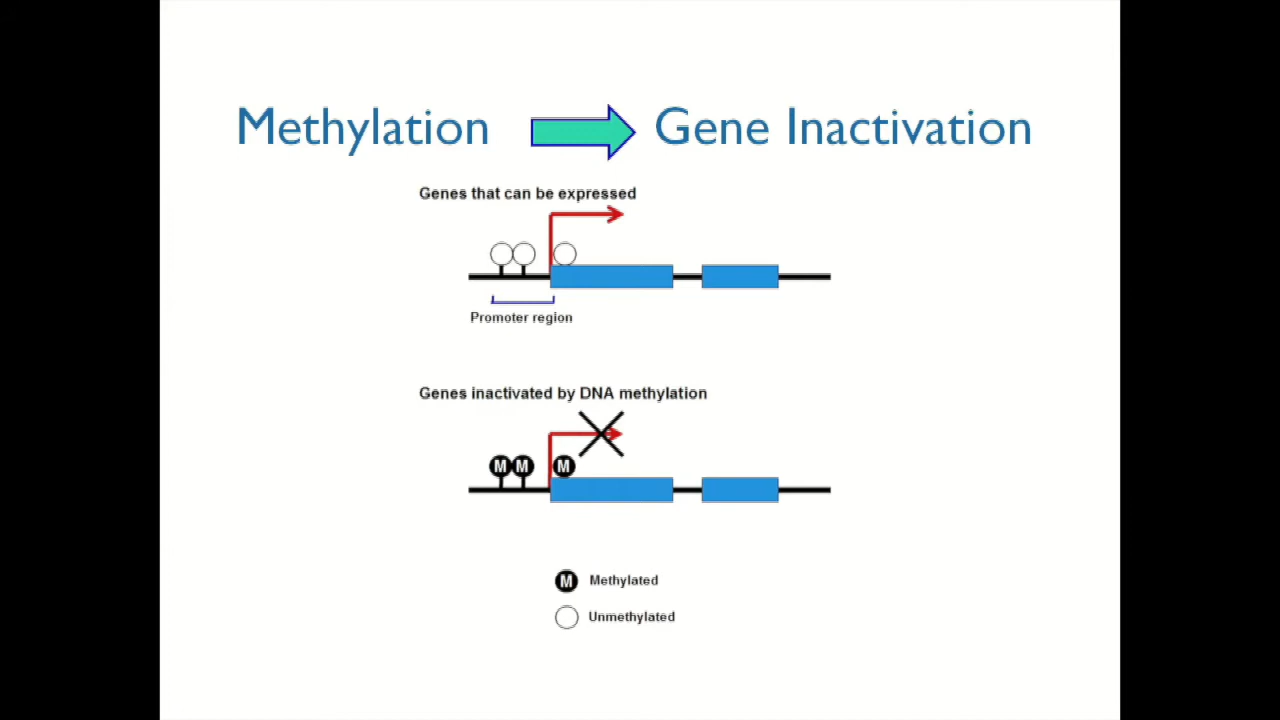 Methylation Gene Inactivation
Genes that can be expressed
Promoter region
Genes inactivated by DNA methylation
M M M
M Methylated
Unmethylated